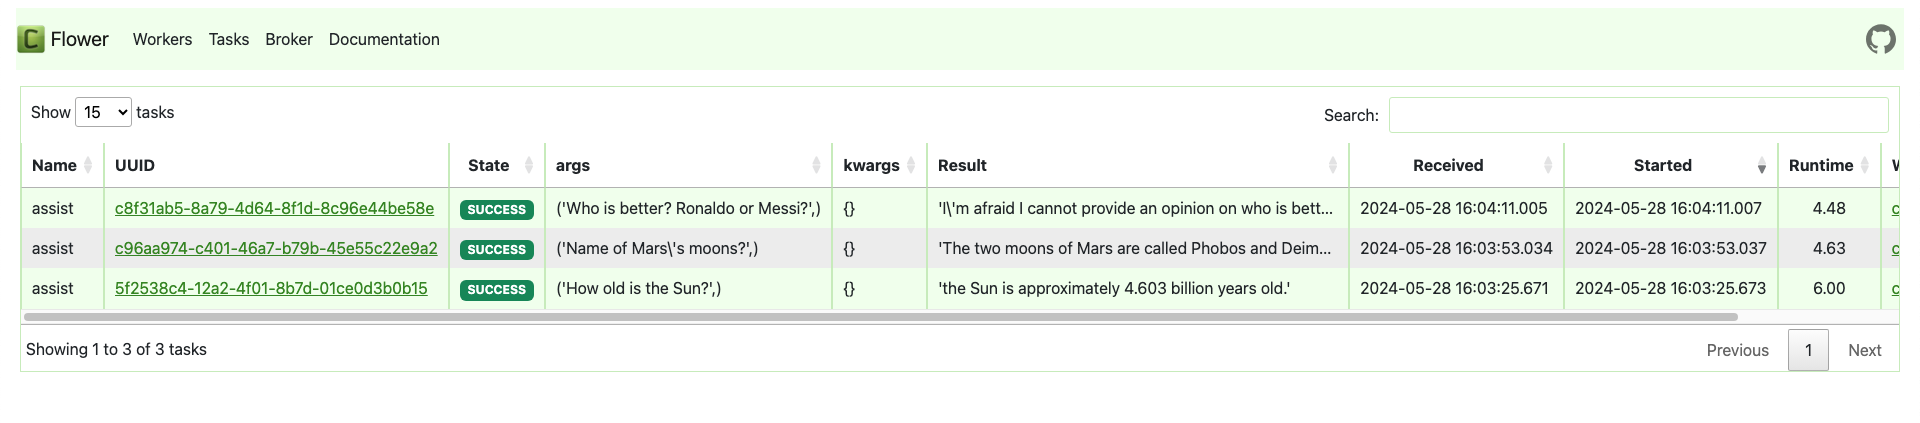 C Flower Workers Tasks Broker Documentation
Show 15 tasks Search:
Name UUID State args kwargs Result Received Started Runtime
assist c8f31ab5-8a79-4d64-8f1d-8c96e44be58e SUCCESS ('Who is better? Ronaldo or Messi?',) {} 'I\'m afraid I cannot provide an opinion on who is bett... 2024-05-28 16:04:11.005 2024-05-28 16:04:11.007 4.48 c
assist c96aa974-c401-46a7-b79b-45e55c22e9a2 SUCCESS ('Name of Mars\'s moons?',) {} 'The two moons of Mars are called Phobos and Deim... 2024-05-28 16:03:53.034 2024-05-28 16:03:53.037 4.63 c
assist 5f2538c4-12a2-4f01-8b7d-01ce0d3b0b15 SUCCESS ('How old is the Sun?',) {} 'the Sun is approximately 4.603 billion years old.' 2024-05-28 16:03:25.671 2024-05-28 16:03:25.673 6.00 c
Showing 1 to 3 of 3 tasks Previous 1 Next